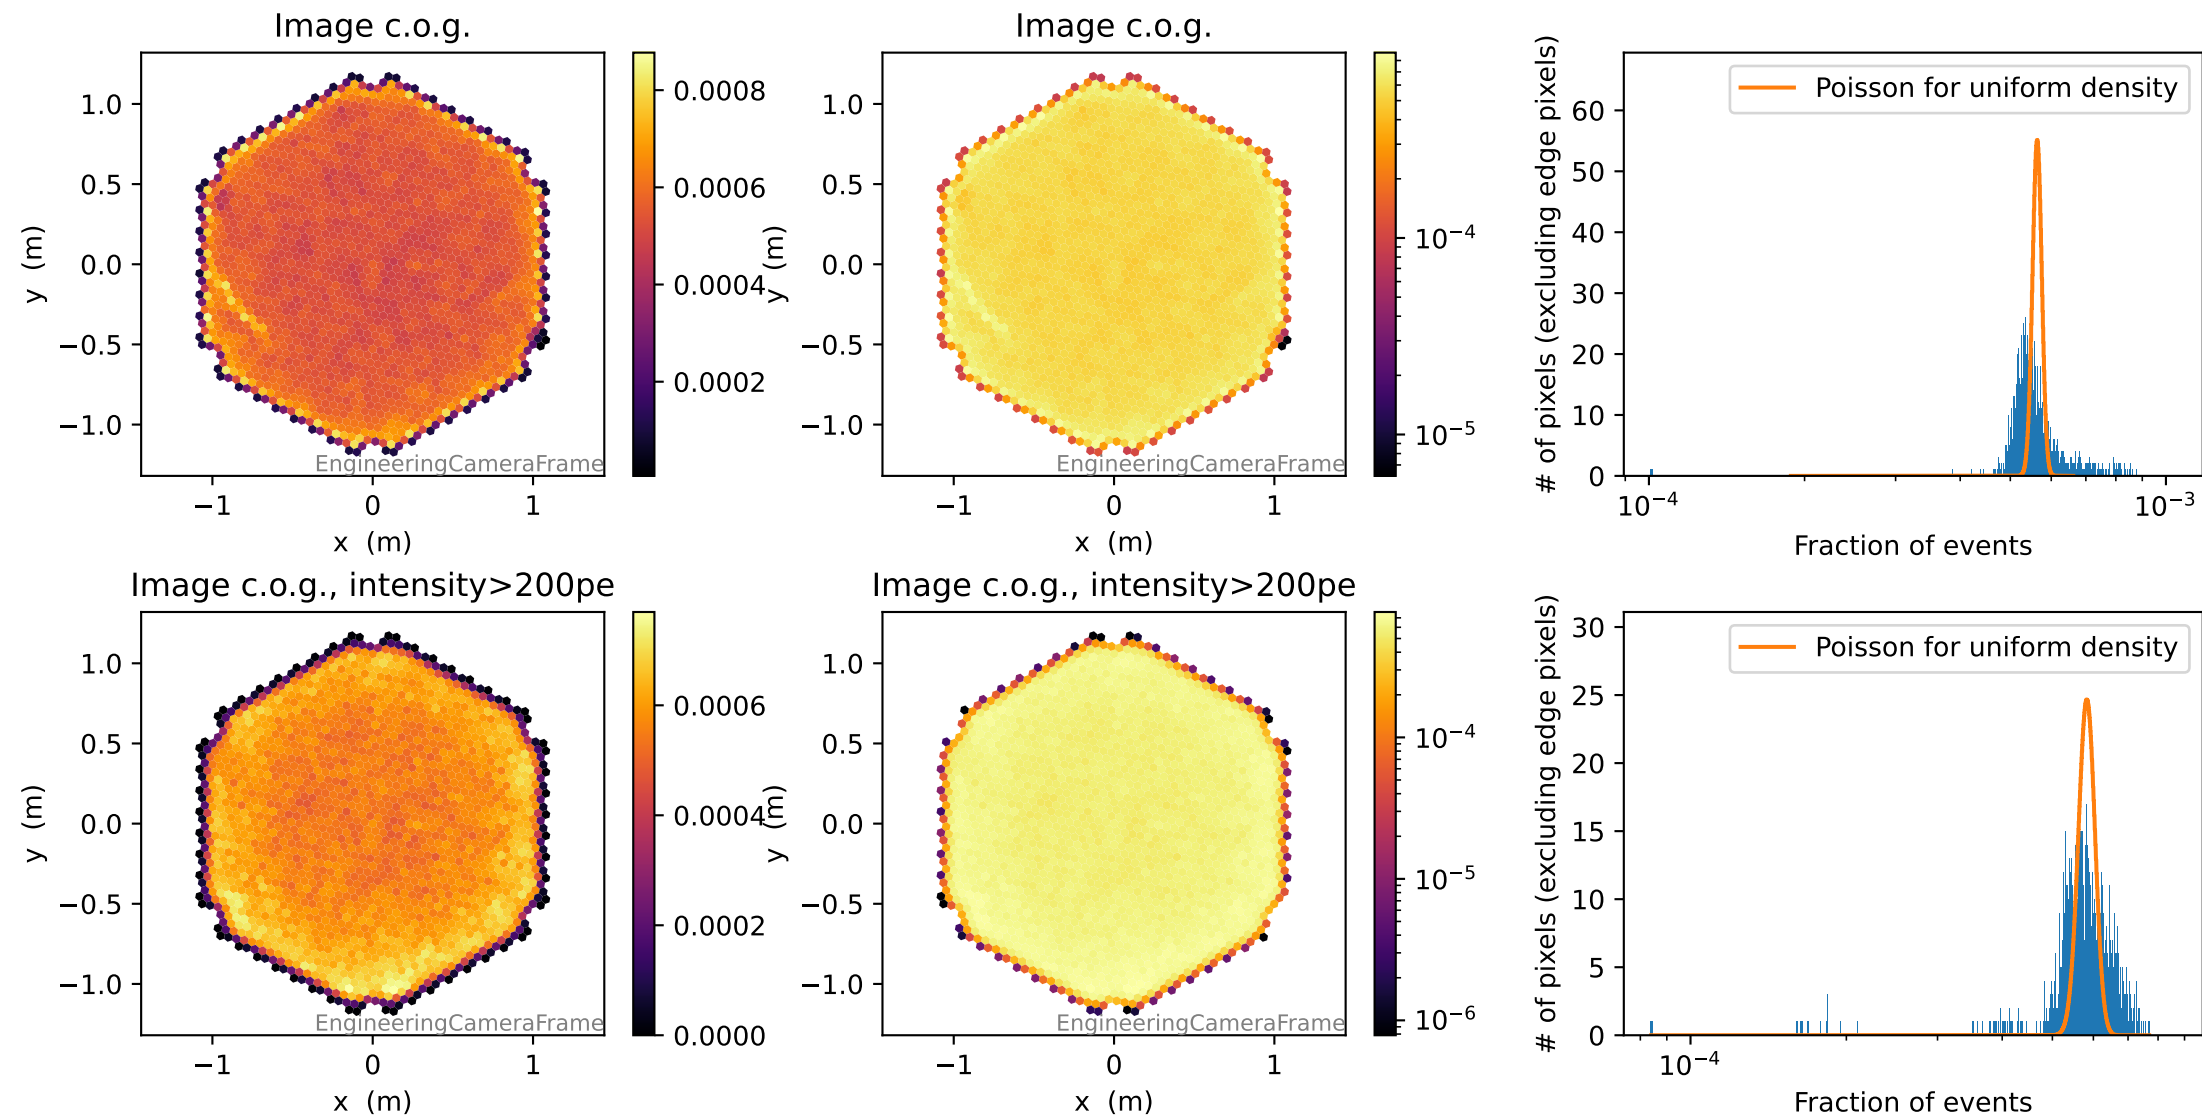 Image c.o.g.
1.0
0.5
0.0
−0.5
−1.0
y (m)
−1
0
1
x (m)
EngineeringCameraFrame
0.0008
0.0006
0.0004
0.0002
Image c.o.g.
1.0
0.5
0.0
−0.5
−1.0
y (m)
−1
0
1
x (m)
EngineeringCameraFrame
10⁻⁴
10⁻⁵
# of pixels (excluding edge pixels)
60
50
40
30
20
10
0
Poisson for uniform density
10⁻⁴
10⁻³
Fraction of events
Image c.o.g., intensity>200pe
1.0
0.5
0.0
−0.5
−1.0
y (m)
−1
0
1
x (m)
EngineeringCameraFrame
0.0006
0.0004
0.0002
0.0000
Image c.o.g., intensity>200pe
1.0
0.5
0.0
−0.5
−1.0
y (m)
−1
0
1
x (m)
EngineeringCameraFrame
10⁻⁴
10⁻⁵
10⁻⁶
# of pixels (excluding edge pixels)
30
25
20
15
10
5
0
Poisson for uniform density
10⁻⁴
Fraction of events